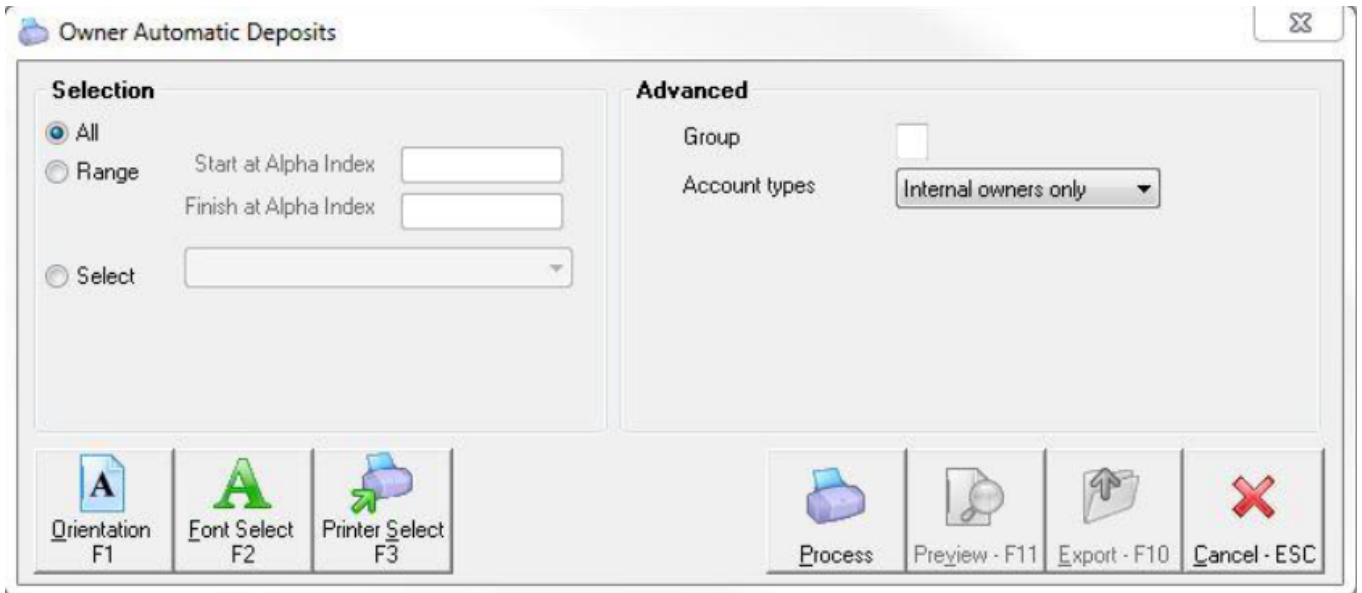 Owner Automatic Deposits
Selection
All
Range
Start at Alpha Index
Finish at Alpha Index
Select
Advanced
Group
Account types
Internal owners only
A
Orientation
F1
A
Font Select
F2
Printer Select
F3
Process
Preview - F11
Export - F10
Cancel - ESC